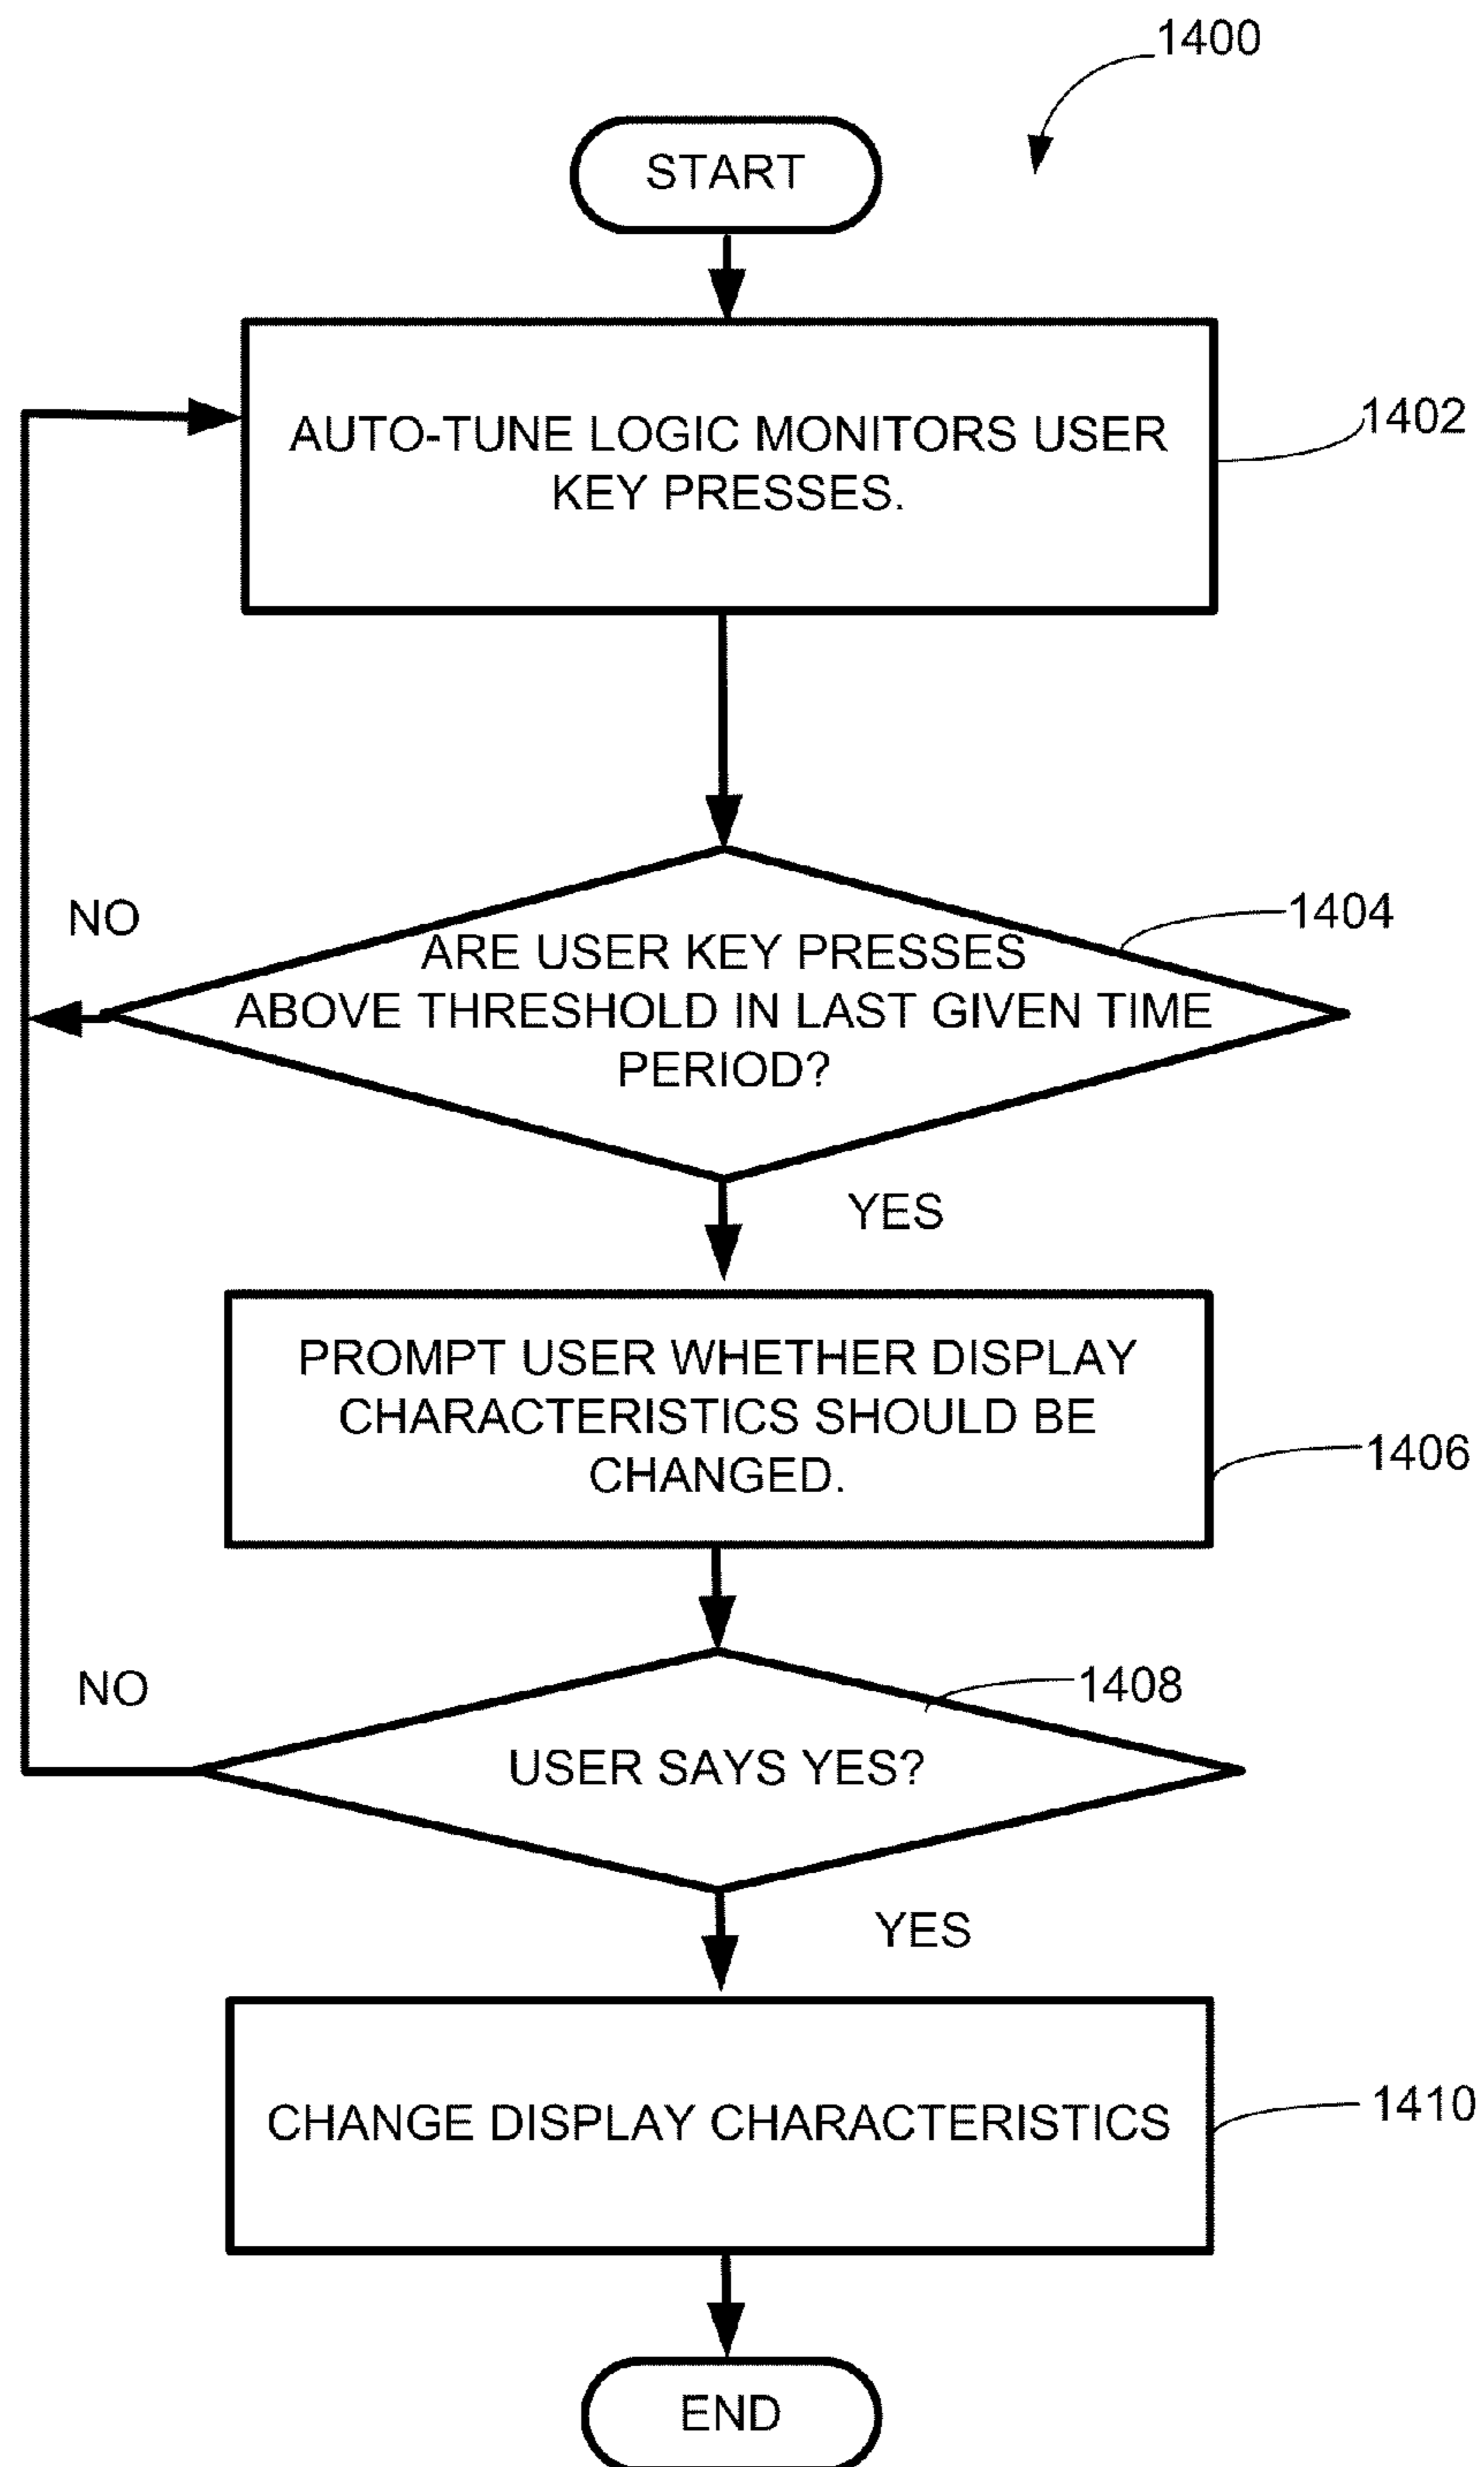 1400
START
AUTO-TUNE LOGIC MONITORS USER
KEY PRESSES.
1402
NO
1404
ARE USER KEY PRESSES
ABOVE THRESHOLD IN LAST GIVEN TIME
PERIOD?
YES
PROMPT USER WHETHER DISPLAY
CHARACTERISTICS SHOULD BE
CHANGED.
1406
NO
1408
USER SAYS YES?
YES
CHANGE DISPLAY CHARACTERISTICS
1410
END